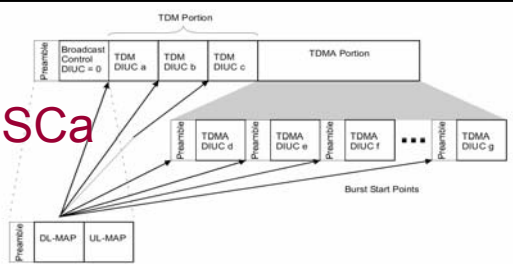 TDM Portion
Preamble
Broadcast
Control
DIUC = 0
TDM
DIUC a
TDM
DIUC b
TDM
DIUC c
TDMA Portion
SCa
Preamble
TDMA
DIUC d
Preamble
TDMA
DIUC e
Preamble
TDMA
DIUC f
Preamble
TDMA
DIUC g
Burst Start Points
Preamble
DL-MAP
UL-MAP